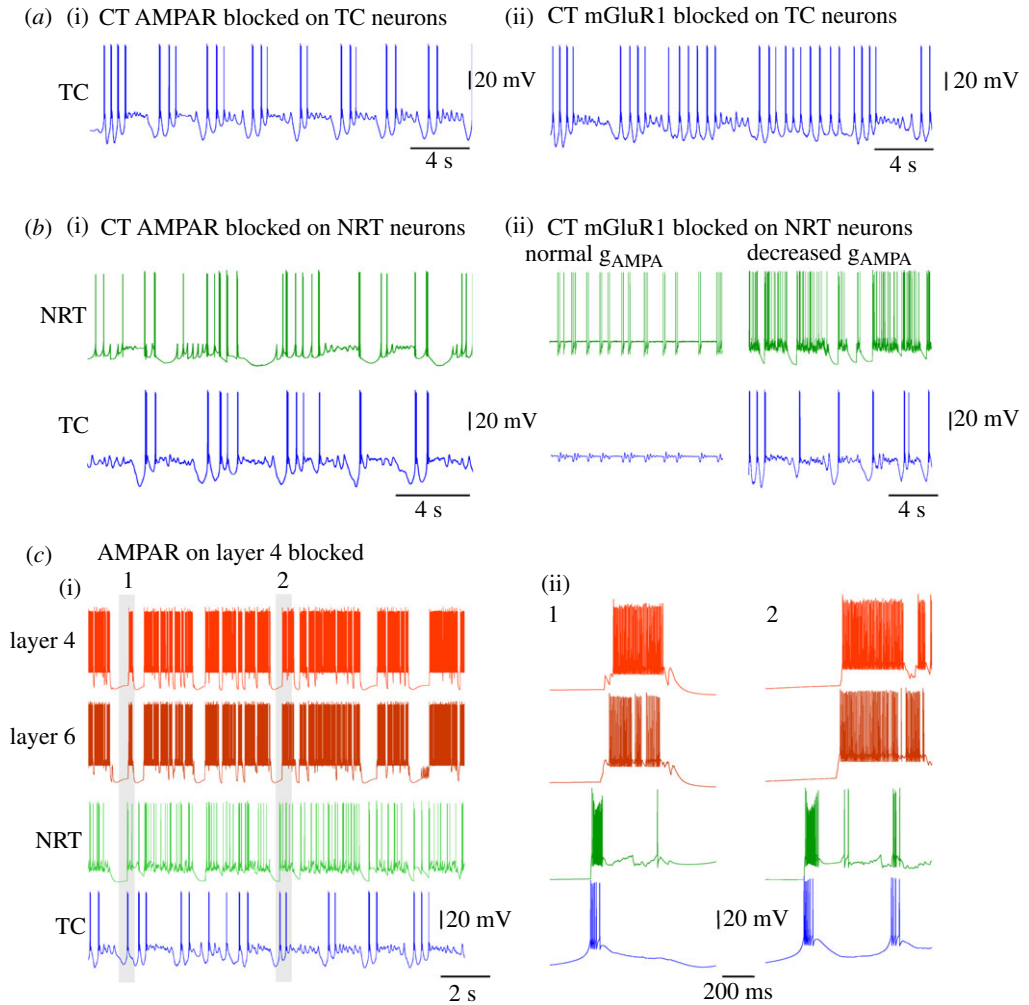 (a) (i) CT AMPAR blocked on TC neurons
(ii) CT mGluR1 blocked on TC neurons
TC
20 mV
20 mV
4 s
4 s
(b) (i) CT AMPAR blocked on NRT neurons
(ii) CT mGluR1 blocked on NRT neurons
normal gAMPA
decreased gAMPA
NRT
TC
20 mV
20 mV
4 s
4 s
(c) AMPAR on layer 4 blocked
(i)
1
2
(ii)
1
2
layer 4
layer 6
NRT
TC
20 mV
20 mV
2 s
200 ms